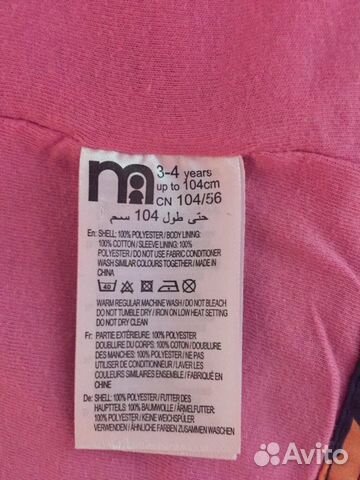 m
3-4 years
up to 104cm
CN 104/56
حتى طول 104 سم
En: SHELL: 100% POLYESTER / BODY LINING:
100% COTTON / SLEEVE LINING: 100%
POLYESTER / DO NOT USE FABRIC CONDITIONER
WASH SIMILAR COLOURS TOGETHER / MADE IN
CHINA
40
WARM REGULAR MACHINE WASH / DO NOT BLEACH
DO NOT TUMBLE DRY / IRON ON LOW HEAT SETTING
DO NOT DRY CLEAN
Fr: PARTIE EXTÉRIEURE: 100% POLYESTER
DOUBLURE DU CORPS: 100% COTON / DOUBLURE
DES MANCHES: 100% POLYESTER / NE PAS
UTILISER DE CONDITIONNEUR / LAVER LES
COULEURS SIMILAIRES ENSEMBLE / FABRIQUÉ EN
CHINE
De: SHELL: 100% POLYESTER / FUTTER DES
HAUPTTEILS: 100% BAUMWOLLE / ÄRMELFUTTER:
100% POLYESTER / KEINE WEICHSPÜLER
VERWENDEN / ÄHNLICHE FARBEN ZUSAMMEN WASCHEN
Avito